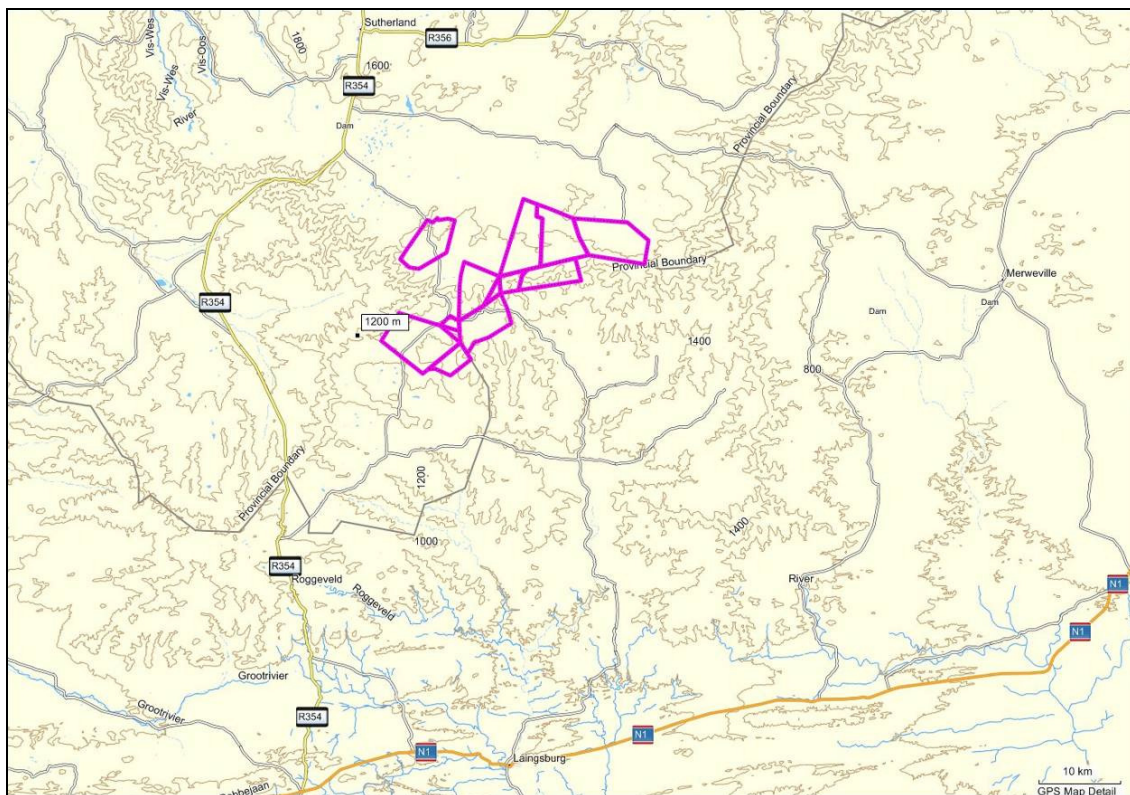 Sutherland
R356
1800
Vis-Wes
Vis-Oos
Vis-Wes
River
1600
R354
Dam
Provincial Boundary
Provincial Boundary
Merweville
R354
Dam
Dam
1200 m
1400
800
Provincial Boundary
1200
1000
1400
R354
Roggeveld
Roggeveld
River
N1
N1
Grootrivier
Grootrivier
R354
N1
N1
Laingsburg
10 km
GPS Map Detail